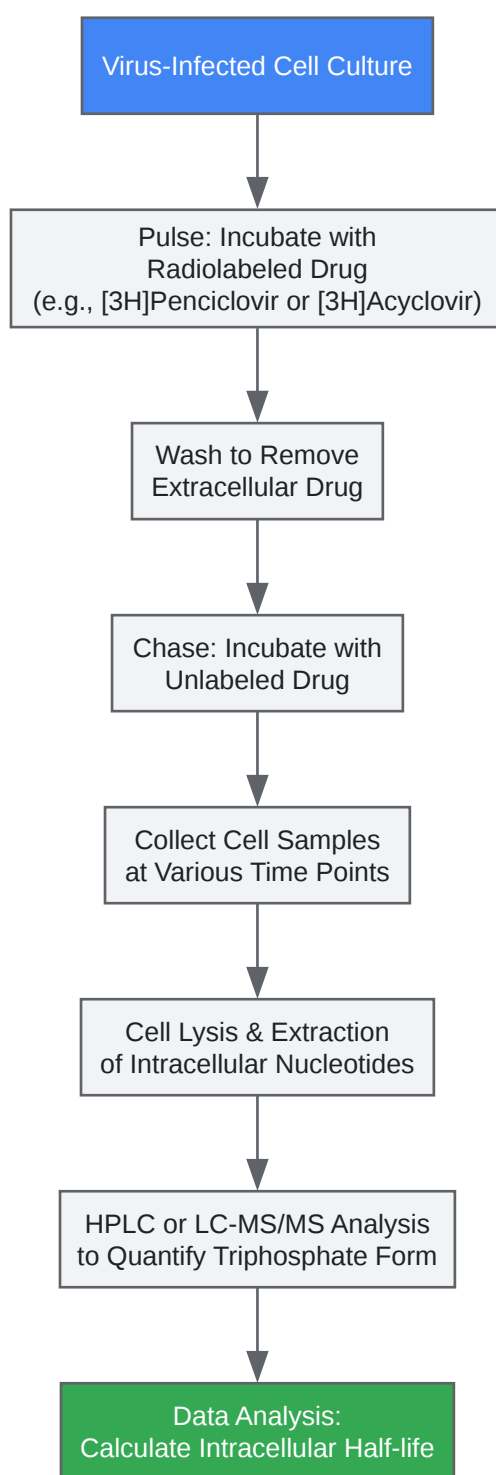 Virus-Infected Cell Culture
Pulse: Incubate with
Radiolabeled Drug
(e.g., [3H]Penciclovir or [3H]Acyclovir)
Wash to Remove
Extracellular Drug
Chase: Incubate with
Unlabeled Drug
Collect Cell Samples
at Various Time Points
Cell Lysis & Extraction
of Intracellular Nucleotides
HPLC or LC-MS/MS Analysis
to Quantify Triphosphate Form
Data Analysis:
Calculate Intracellular Half-life